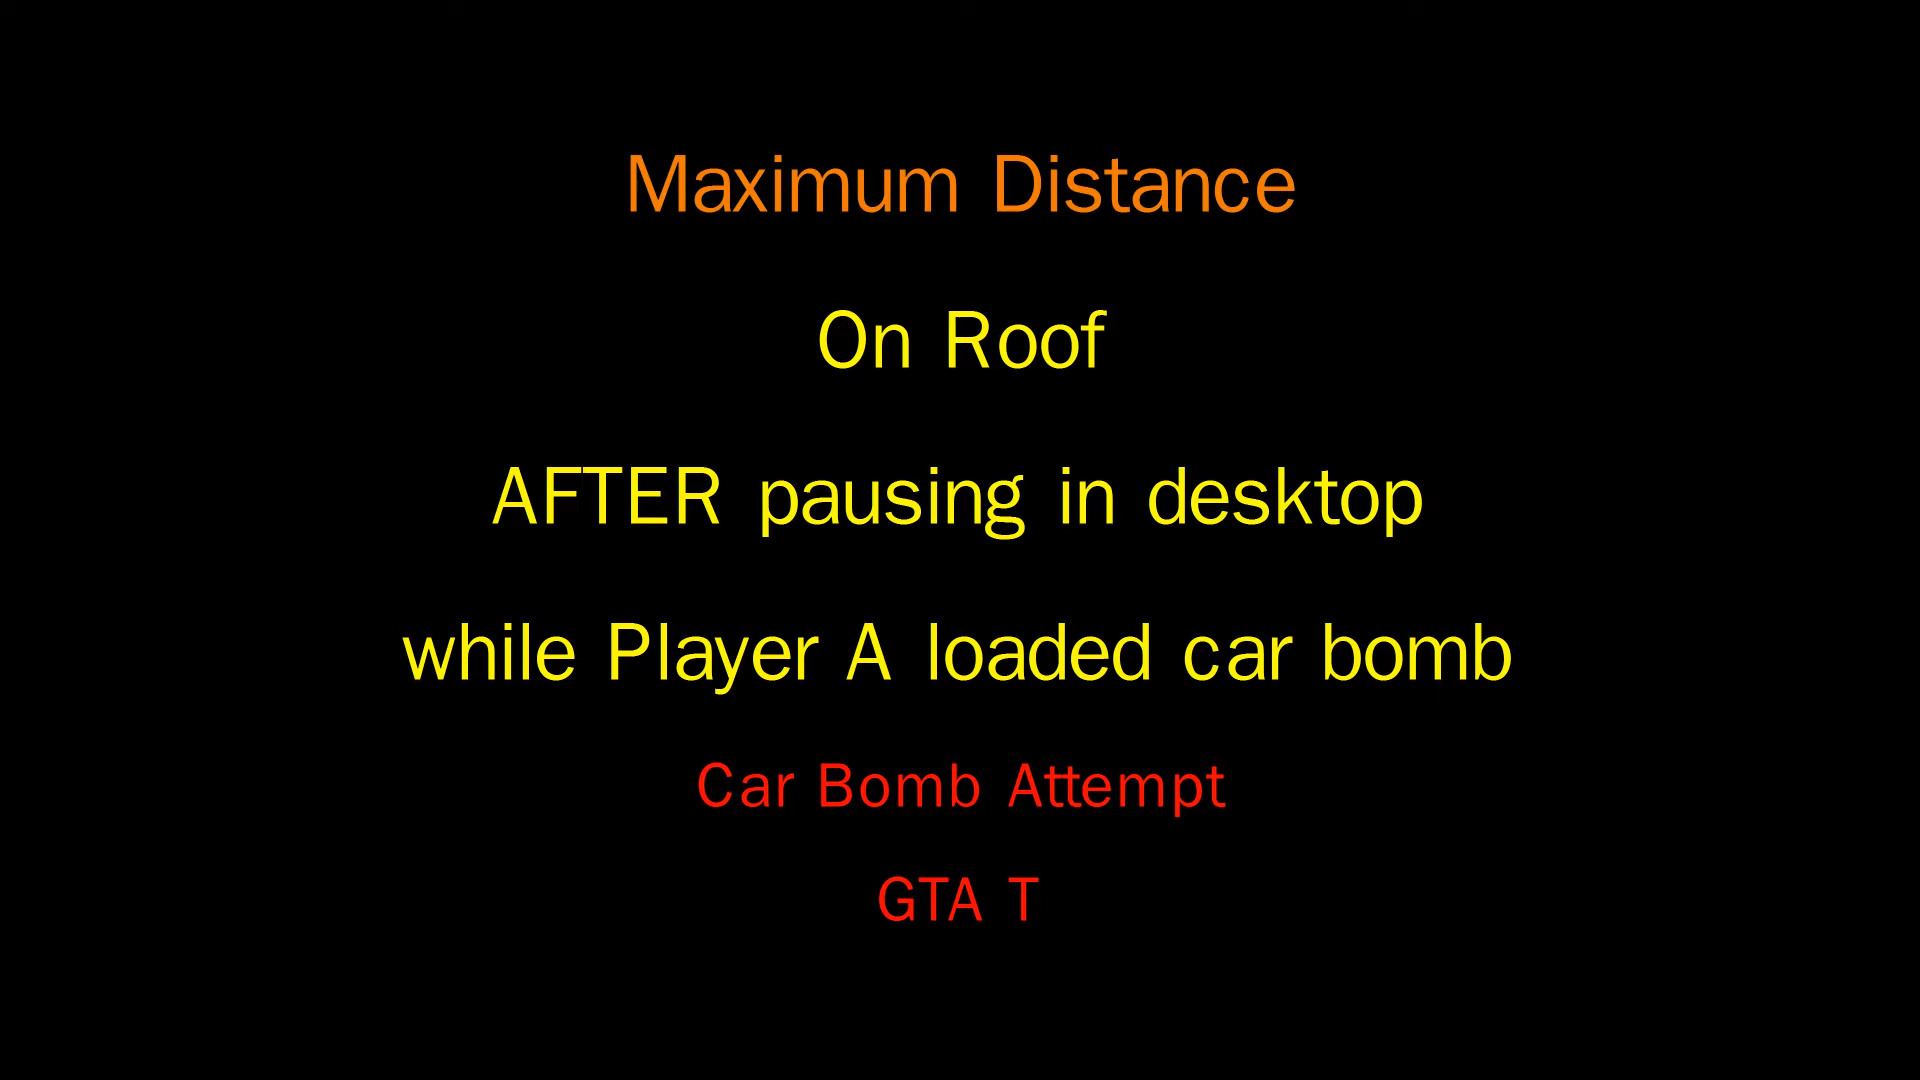 Maximum Distance
On Roof
AFTER pausing in desktop
while Player A loaded car bomb
Car Bomb Attempt
GTA T